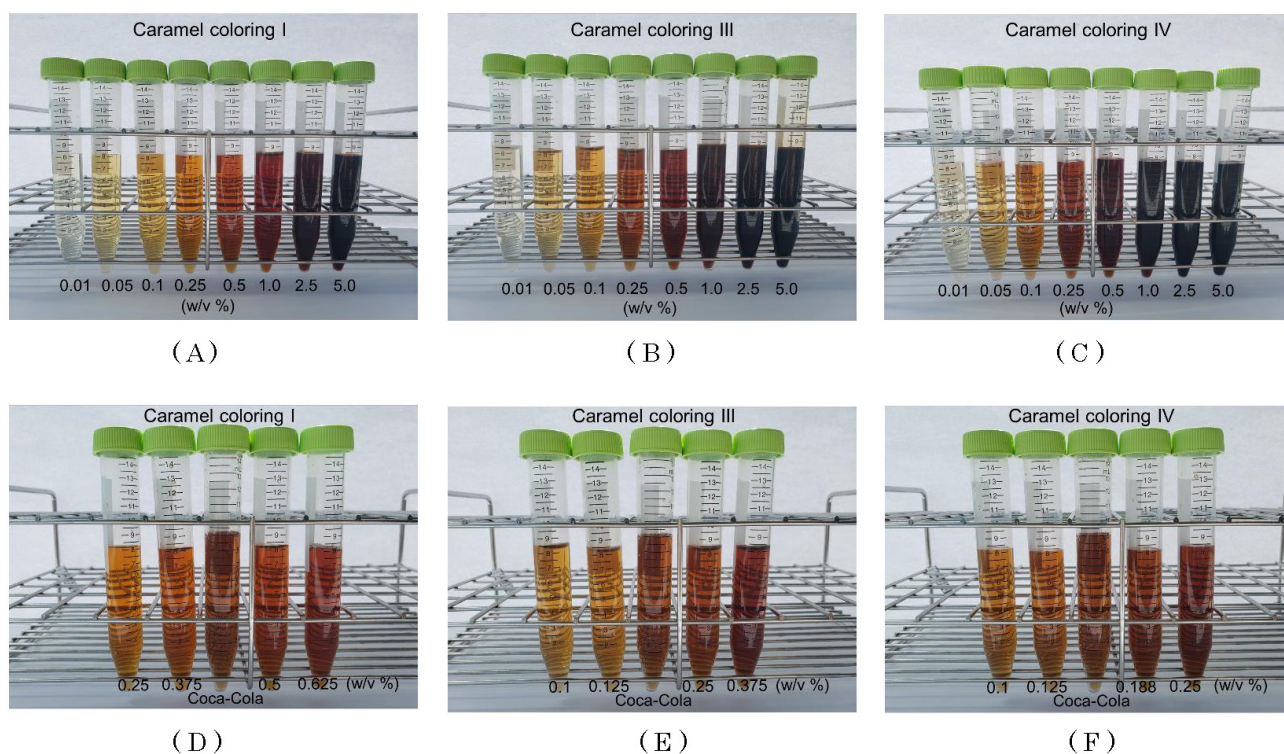 Caramel coloring I
0.01 0.05 0.1 0.25 0.5 1.0 2.5 5.0
(w/v %)
(A)
Caramel coloring III
0.01 0.05 0.1 0.25 0.5 1.0 2.5 5.0
(w/v %)
(B)
Caramel coloring IV
0.01 0.05 0.1 0.25 0.5 1.0 2.5 5.0
(w/v %)
(C)
Caramel coloring I
0.25 0.375 0.5 0.625 (w/v %)
Coca-Cola
(D)
Caramel coloring III
0.1 0.125 0.25 0.375 (w/v %)
Coca-Cola
(E)
Caramel coloring IV
0.1 0.125 0.188 0.25 (w/v %)
Coca-Cola
(F)